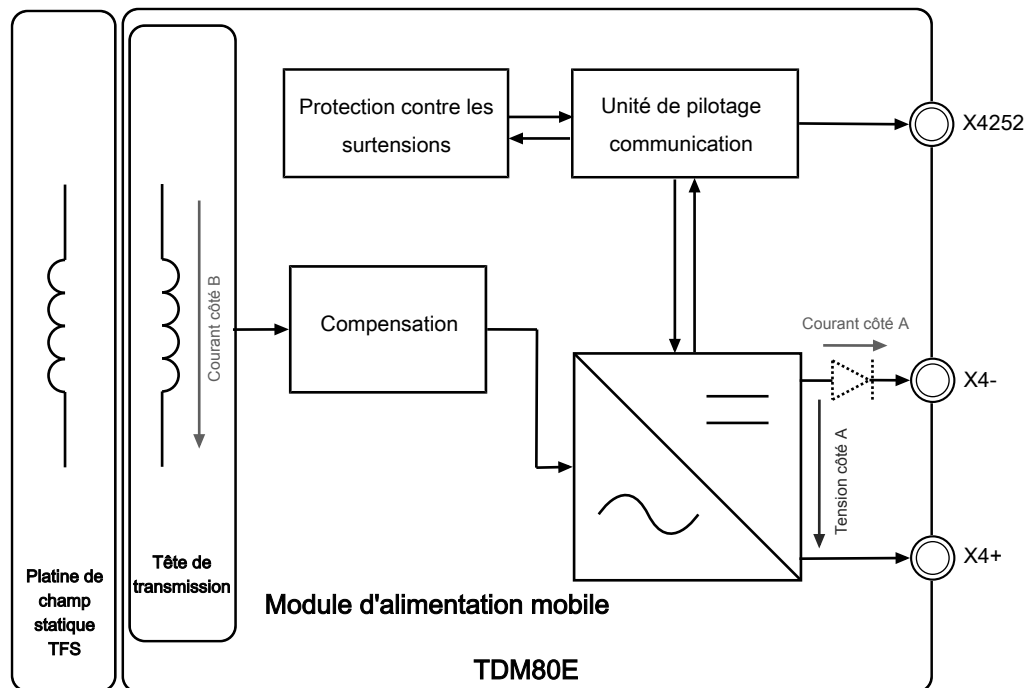 Protection contre les
surtensions
Unité de pilotage
communication
X4252
Courant côté B
Compensation
Courant côté A
X4-
Tension côté A
X4+
Platine de
champ
statique
TFS
Tête de
transmission
Module d'alimentation mobile
TDM80E